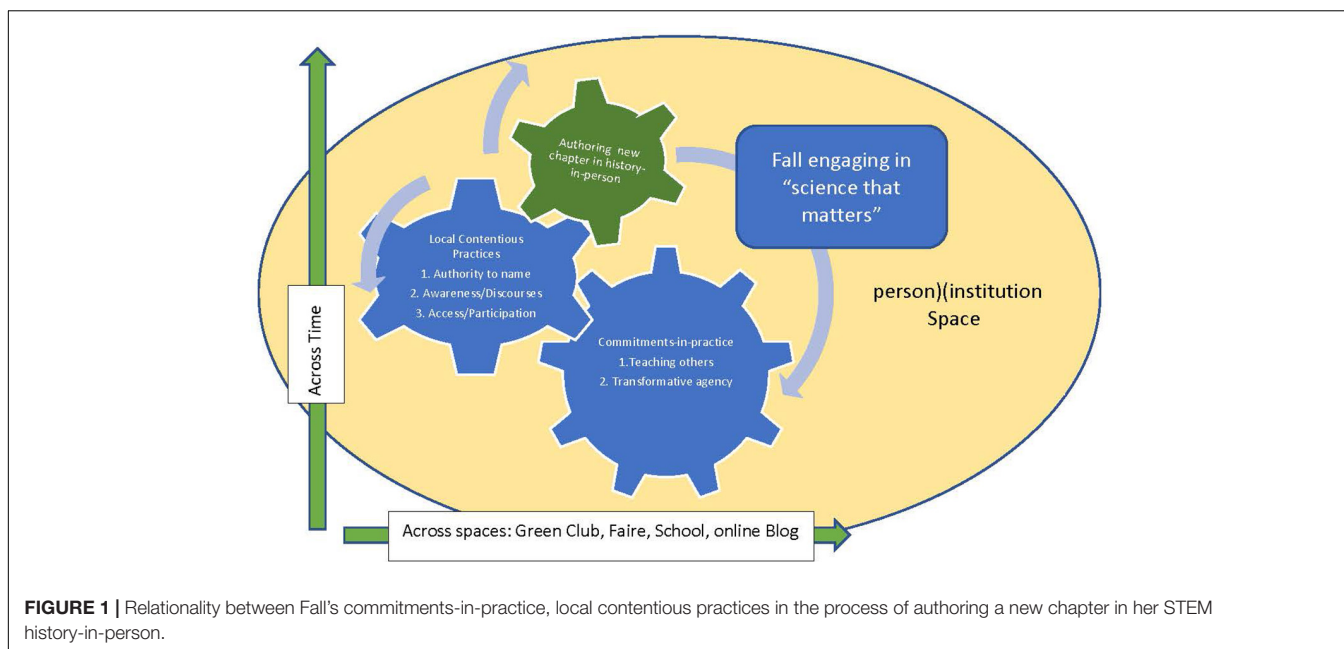 Authoring new
chapter in history-
in-person
Fall engaging in
“science that
matters”
Local Contentious
Practices
1. Authority to name
2. Awareness/Discourses
3. Access/Participation
person)(institution
Space
Commitments-in-practice
1.Teaching others
2. Transformative agency
Across Time
Across spaces: Green Club, Faire, School, online Blog
FIGURE 1 | Relationality between Fall’s commitments-in-practice, local contentious practices in the process of authoring a new chapter in her STEM
history-in-person.